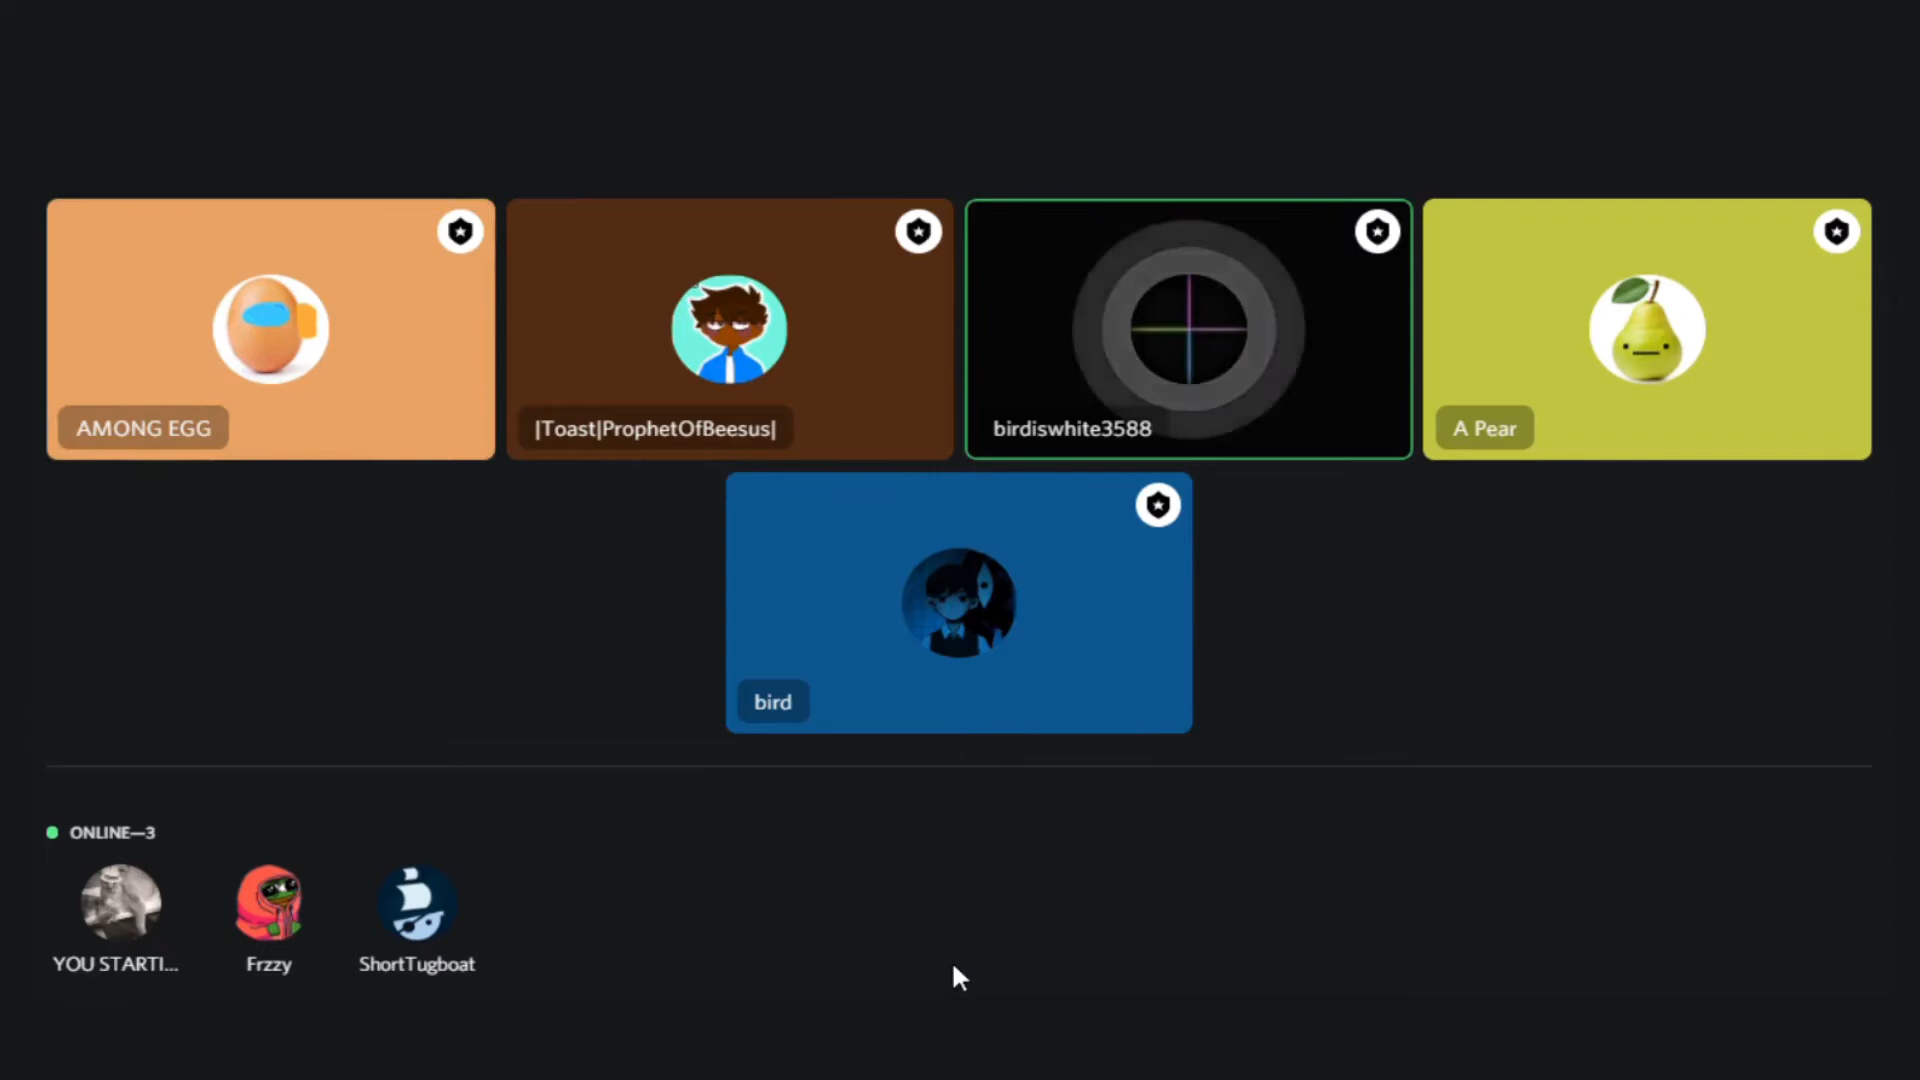 AMONG EGG
|Toast|ProphetOfBeesus|
birdiswhite3588
A Pear
bird
ONLINE—3
YOU STARTI...
Frzzy
ShortTugboat